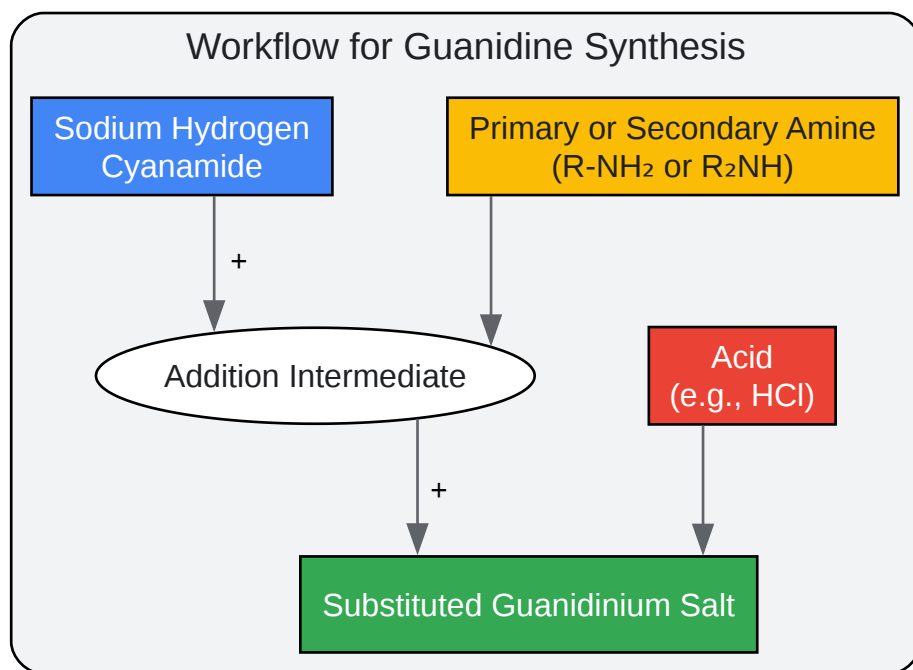 Workflow for Guanidine Synthesis
Sodium Hydrogen
Cyanamide
Primary or Secondary Amine
(R-NH₂ or R₂NH)
+
Addition Intermediate
Acid
(e.g., HCl)
+
Substituted Guanidinium Salt